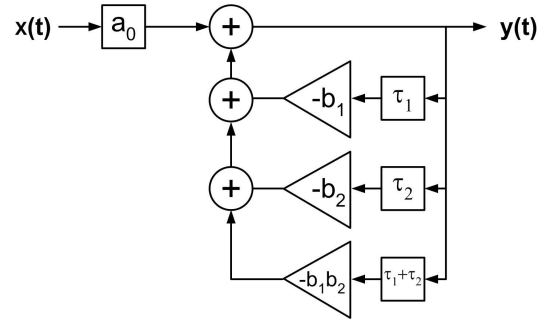 x(t) a₀ + y(t)
+ -b₁ τ₁
+ -b₂ τ₂
-b₁b₂ τ₁+τ₂